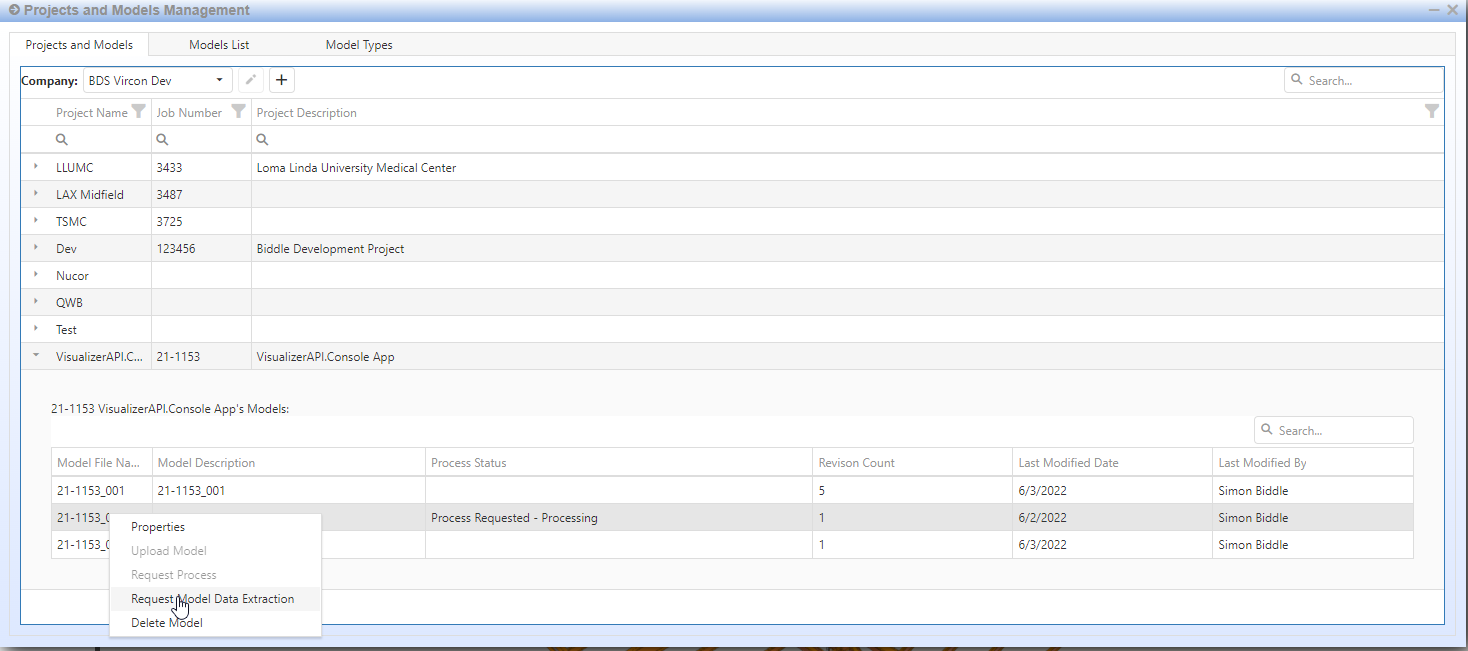 Projects and Models Management
Projects and Models Models List Model Types
Company: BDS Vircon Dev Search...
Project Name Job Number Project Description
LLUMC 3433 Loma Linda University Medical Center
LAX Midfield 3487
TSMC 3725
Dev 123456 Biddle Development Project
Nucor
QWB
Test
VisualizerAPI.C... 21-1153 VisualizerAPI.Console App
21-1153 VisualizerAPI.Console App's Models:
Search...
Model File Na... Model Description Process Status Revison Count Last Modified Date Last Modified By
21-1153_001 21-1153_001 5 6/3/2022 Simon Biddle
21-1153_0 Process Requested - Processing 1 6/2/2022 Simon Biddle
21-1153_0 1 6/3/2022 Simon Biddle
Properties
Upload Model
Request Process
Request Model Data Extraction
Delete Model